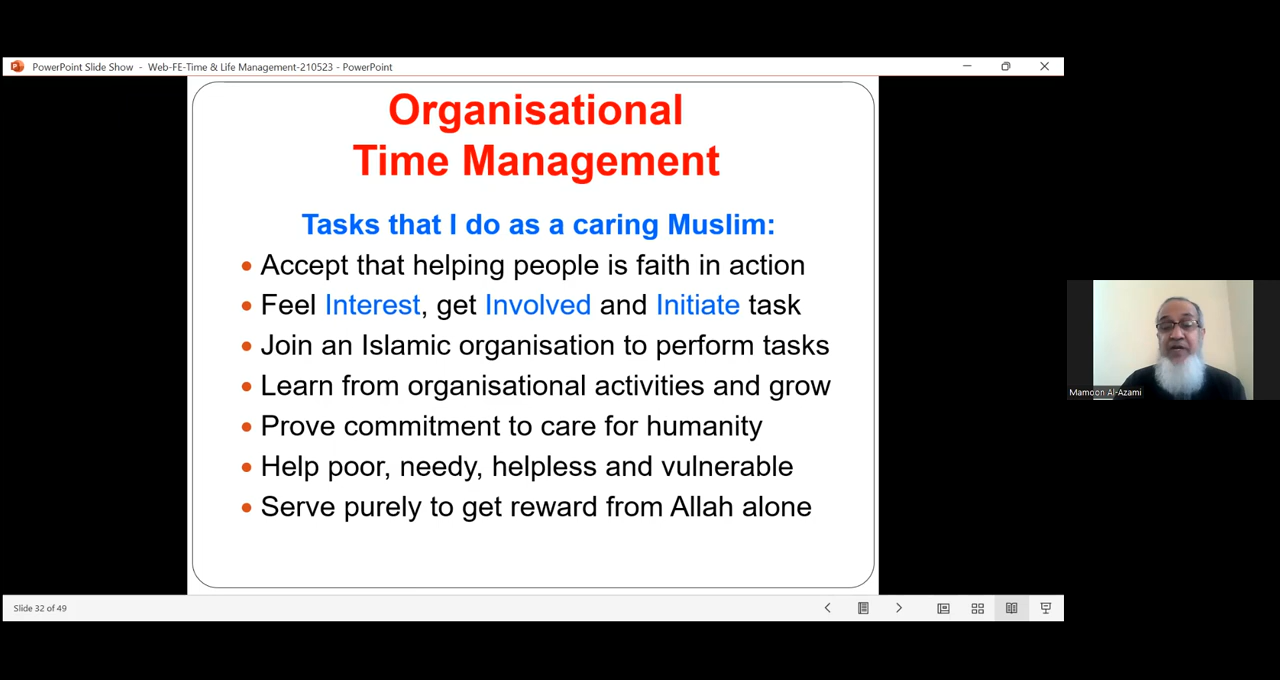 PowerPoint Slide Show - Web-FE-Time & Life Management-210523 - PowerPoint
Organisational
Time Management
Tasks that I do as a caring Muslim:
• Accept that helping people is faith in action
• Feel Interest, get Involved and Initiate task
• Join an Islamic organisation to perform tasks
• Learn from organisational activities and grow
• Prove commitment to care for humanity
• Help poor, needy, helpless and vulnerable
• Serve purely to get reward from Allah alone
Mamoon Al-Azami
Slide 32 of 49